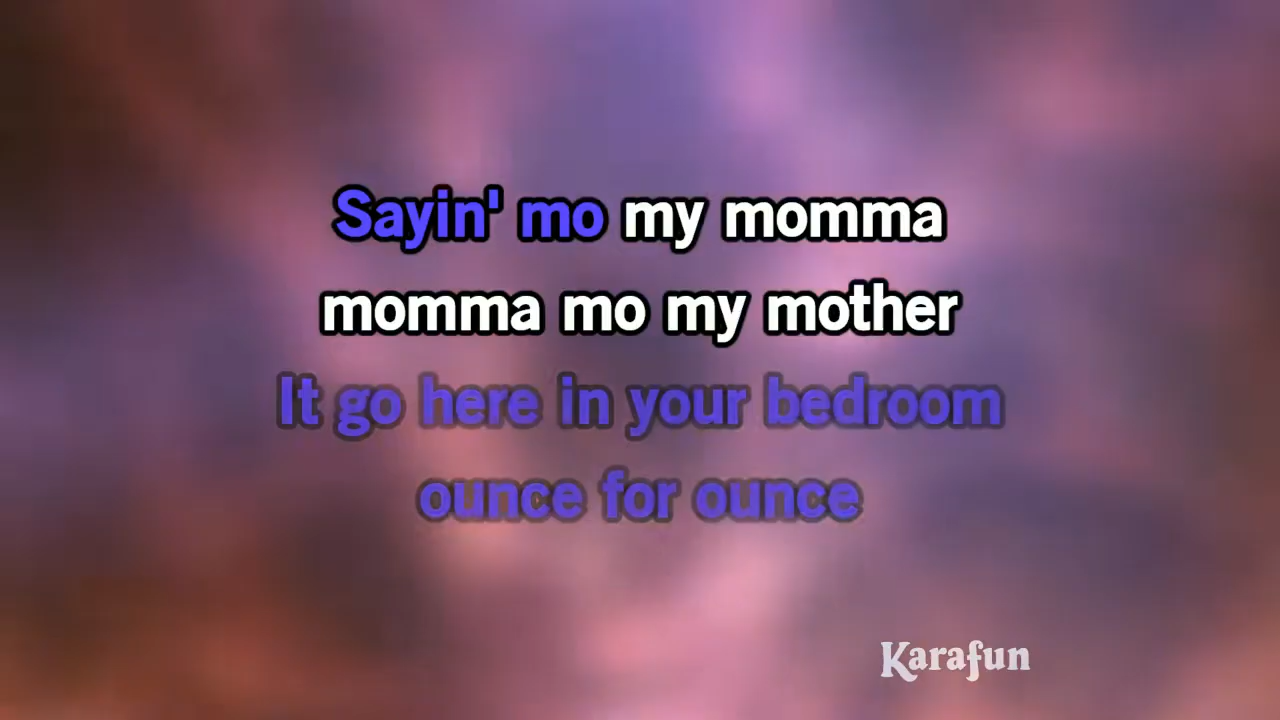 Sayin' mo my momma
momma mo my mother
It go here in your bedroom
ounce for ounce
Karafun